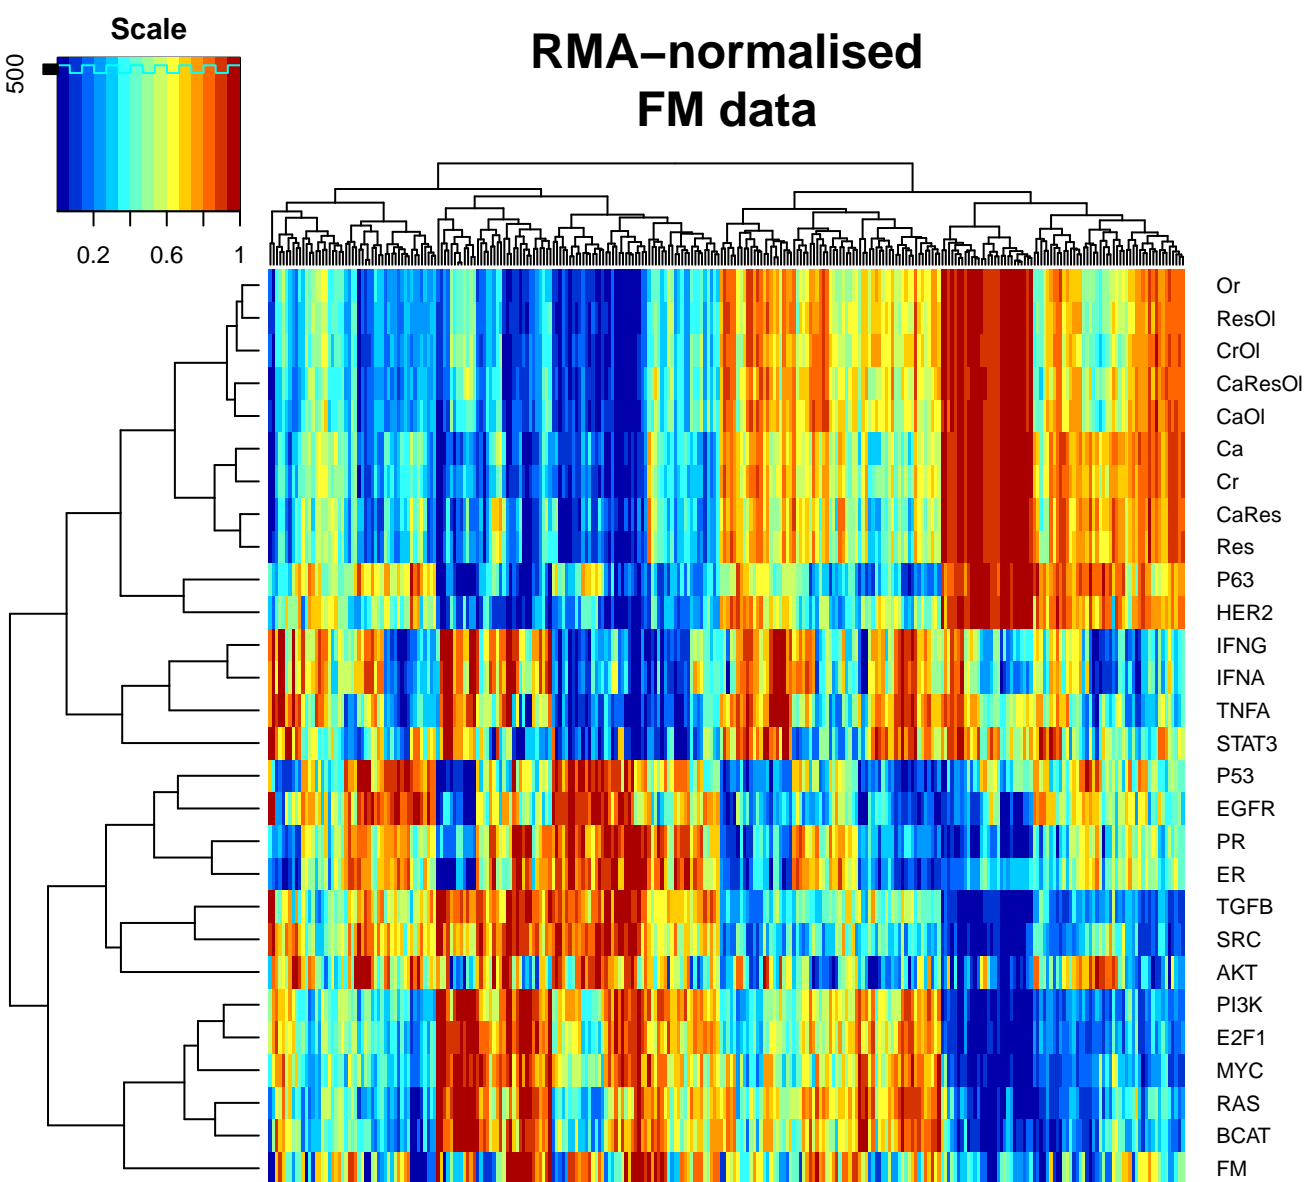 Scale
500
0.2 0.6 1
RMA−normalised
FM data
Or
ResOl
CrOl
CaResOl
CaOl
Ca
Cr
CaRes
Res
P63
HER2
IFNG
IFNA
TNFA
STAT3
P53
EGFR
PR
ER
TGFB
SRC
AKT
PI3K
E2F1
MYC
RAS
BCAT
FM